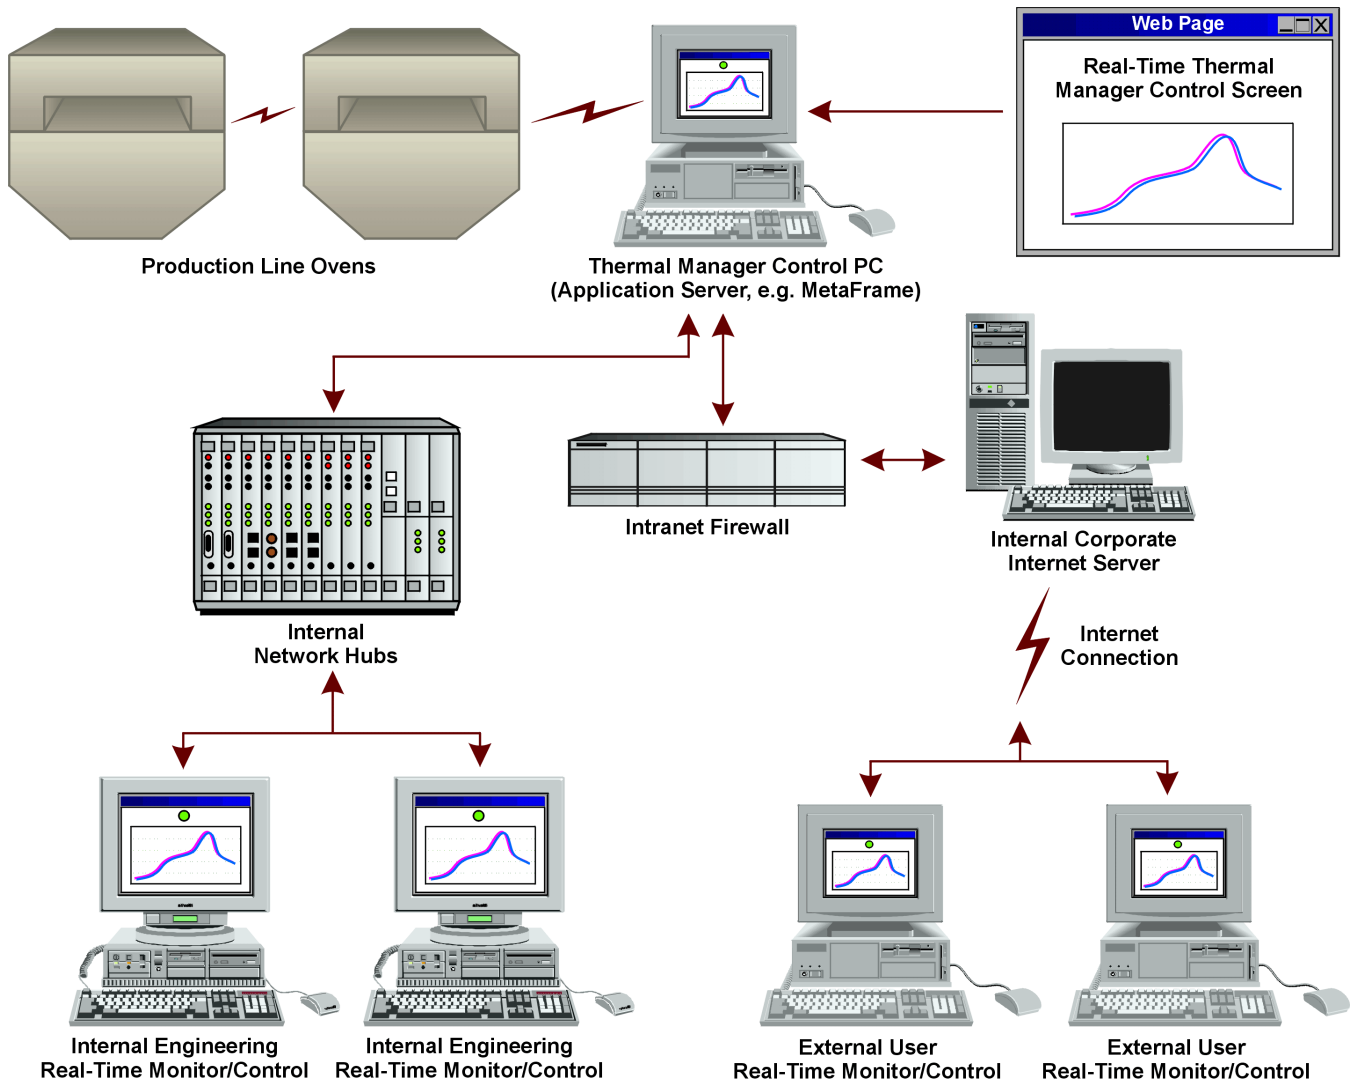 Web Page
Real-Time Thermal
Manager Control Screen
Production Line Ovens
Thermal Manager Control PC
(Application Server, e.g. MetaFrame)
Intranet Firewall
Internal Corporate
Internet Server
Internal
Network Hubs
Internet
Connection
Internal Engineering
Real-Time Monitor/Control
Internal Engineering
Real-Time Monitor/Control
External User
Real-Time Monitor/Control
External User
Real-Time Monitor/Control